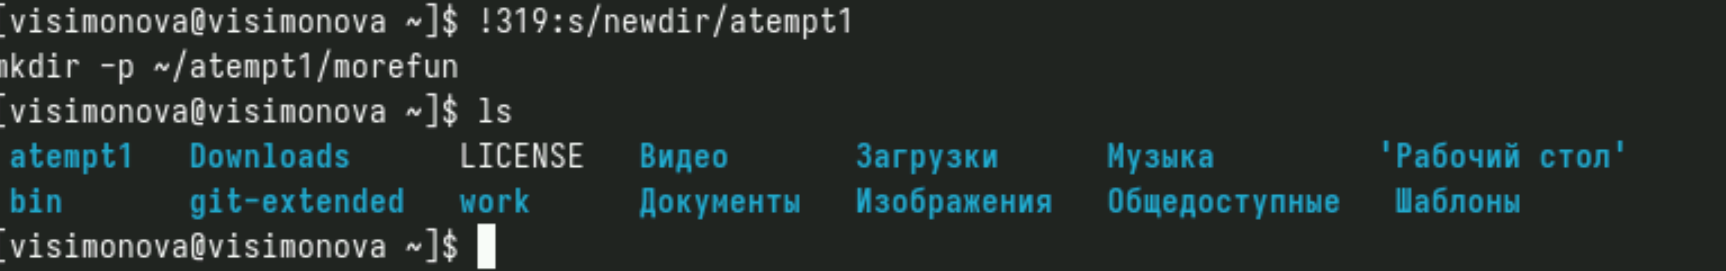 [visimonova@visimonova ~]$ !319:s/newdir/atempt1
mkdir -p ~/atempt1/morefun
[visimonova@visimonova ~]$ ls
atempt1 Downloads LICENSE Видео Загрузки Музыка 'Рабочий стол'
bin git-extended work Документы Изображения Общедоступные Шаблоны
[visimonova@visimonova ~]$